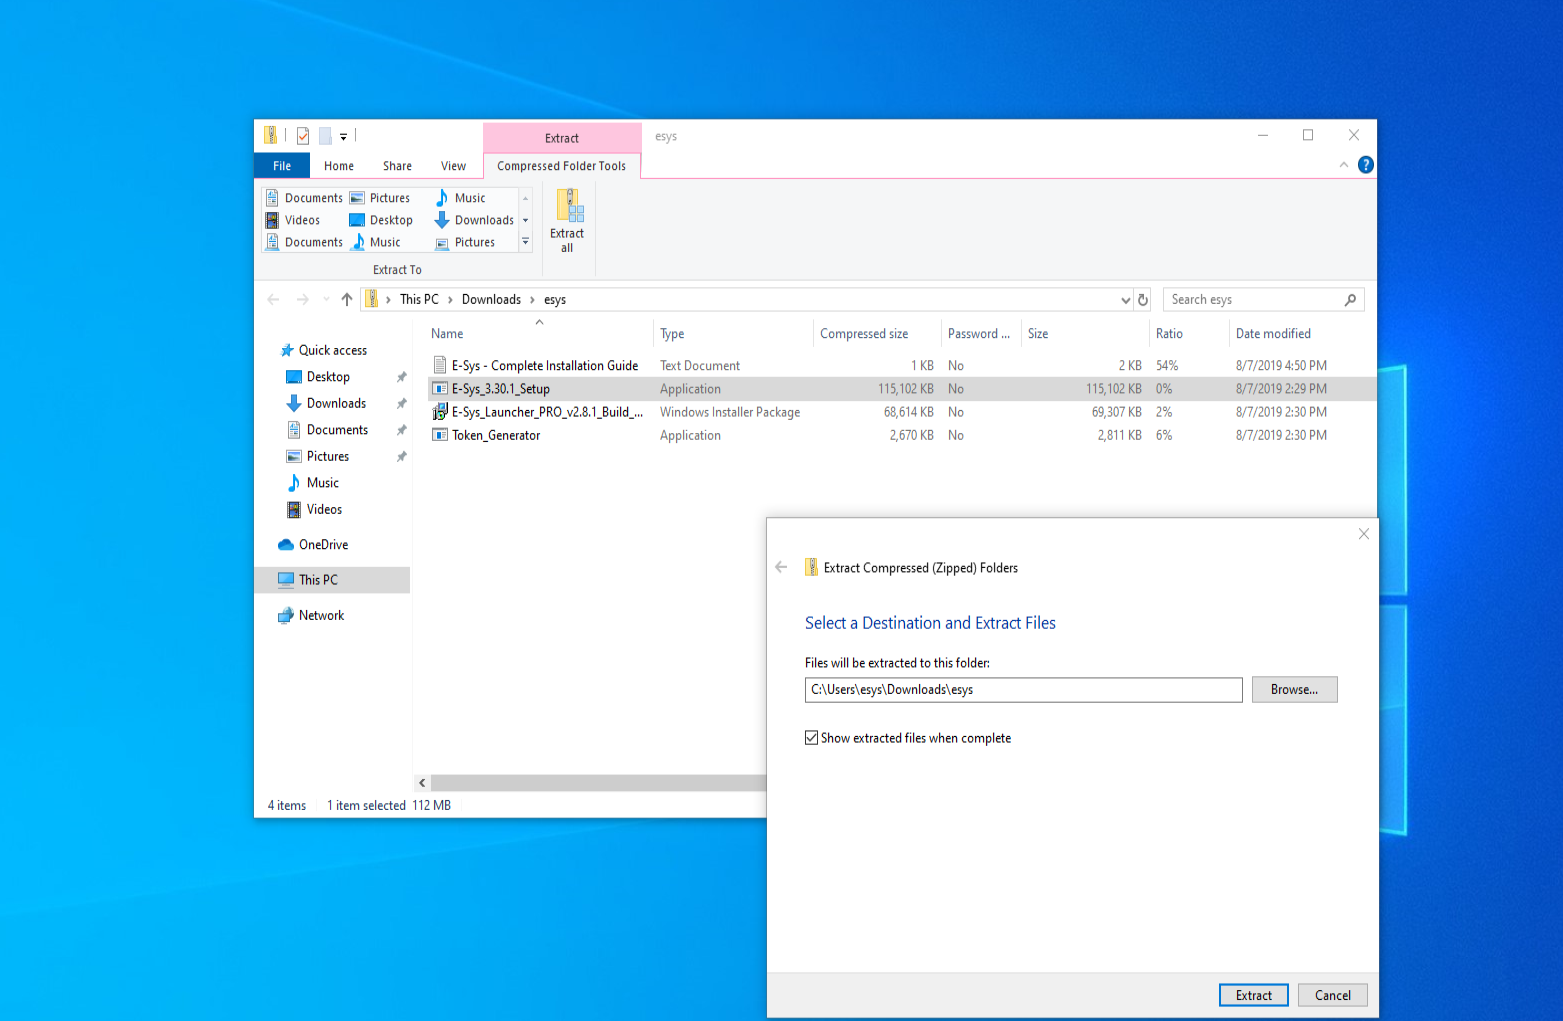 Extract
esys
File
Home
Share
View
Compressed Folder Tools
Documents Pictures Music
Videos Desktop Downloads
Documents Music Pictures
Extract all
Extract To
This PC > Downloads > esys
Search esys
Name Type Compressed size Password ... Size Ratio Date modified
E-Sys - Complete Installation Guide Text Document 1 KB No 2 KB 54% 8/7/2019 4:50 PM
E-Sys_3.30.1_Setup Application 115,102 KB No 115,102 KB 0% 8/7/2019 2:29 PM
E-Sys_Launcher_PRO_v2.8.1_Build_... Windows Installer Package 68,614 KB No 69,307 KB 2% 8/7/2019 2:30 PM
Token_Generator Application 2,670 KB No 2,811 KB 6% 8/7/2019 2:30 PM
Quick access
Desktop
Downloads
Documents
Pictures
Music
Videos
OneDrive
This PC
Network
4 items 1 item selected 112 MB
Extract Compressed (Zipped) Folders
Select a Destination and Extract Files
Files will be extracted to this folder:
C:\Users\esys\Downloads\esys
Browse...
Show extracted files when complete
Extract
Cancel